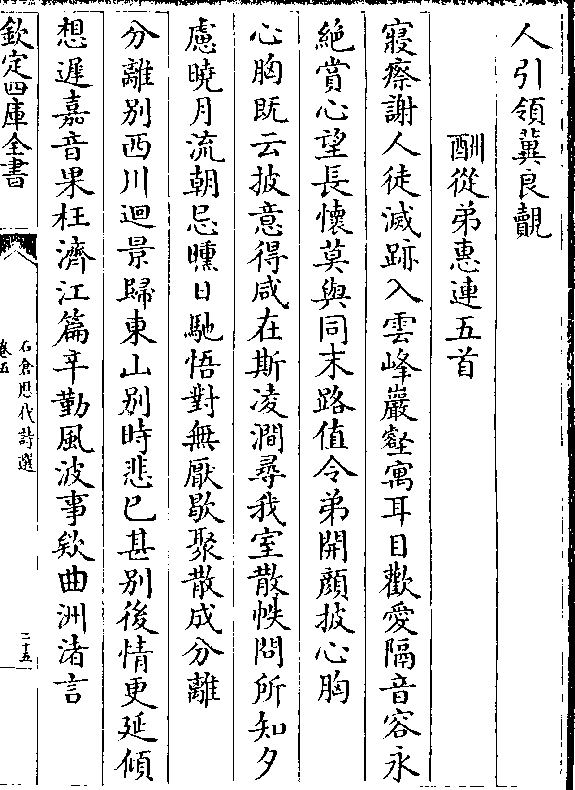 人引領冀良覿
酬從弟惠連五首
寢瘵謝人徒滅跡入雲峰巖壑寓耳目歡愛隔音容永
絶賞心望長懷莫與同末路值令弟開顔披心胸
心胸既云披意得咸在斯凌澗尋我室散帙問所知夕
慮曉月流朝忌曛日馳悟對無厭歇聚散成分離
分離别西川迴景歸東山别時悲已甚别後情更延傾
想遲嘉音果枉濟江篇辛勤風波事欵曲洲渚言
欽定四庫全書
石倉歴代詩選
卷五
二十五